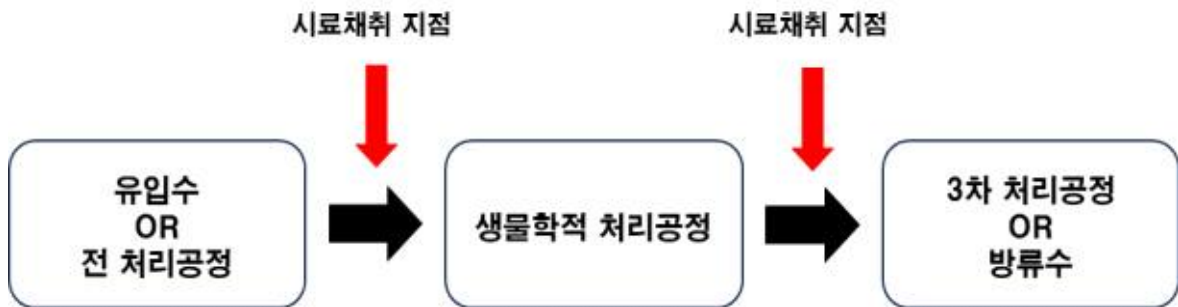 시료채취 지점
시료채취 지점
유입수
OR
전 처리공정
생물학적 처리공정
3차 처리공정
OR
방류수